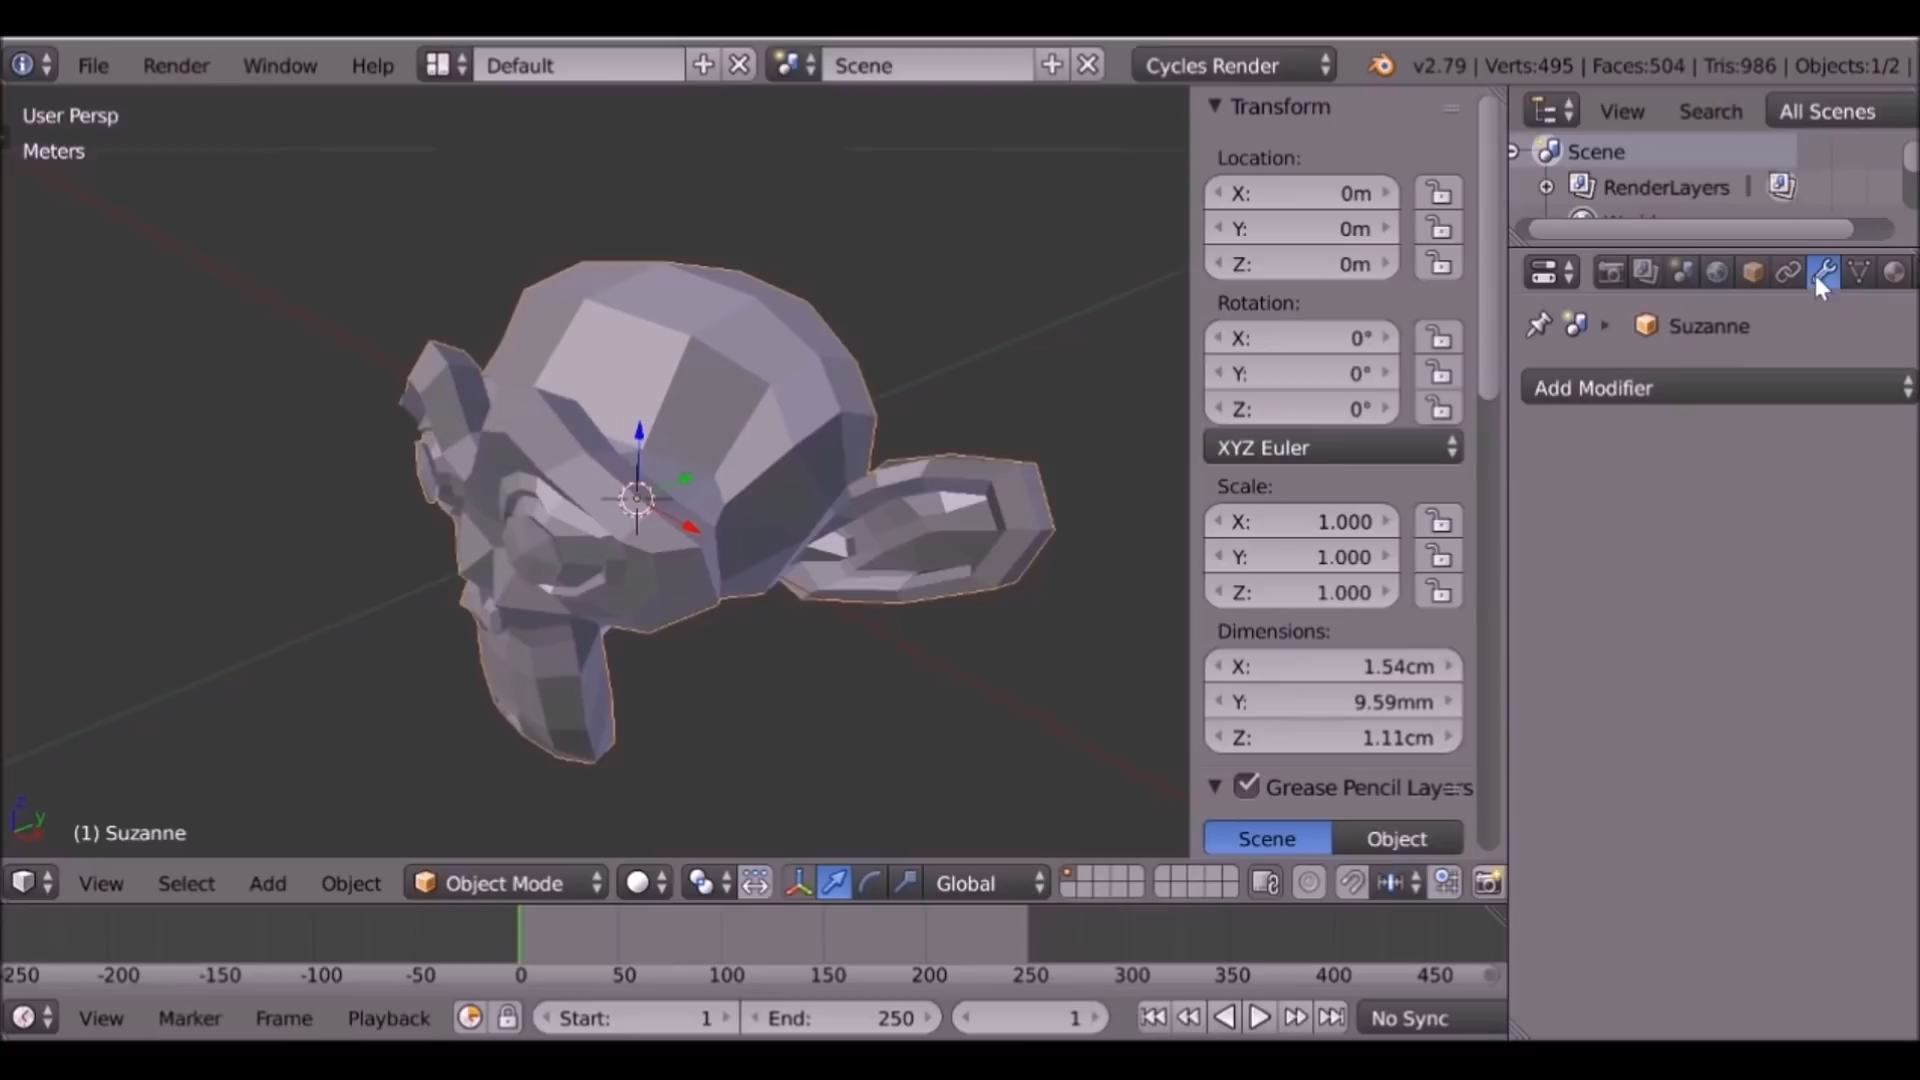 File Render Window Help Default Scene Cycles Render v2.79 | Verts:495 | Faces:504 | Tris:986 | Objects:1/2 |
User Persp
Meters
(1) Suzanne
Transform
Location:
X: 0m
Y: 0m
Z: 0m
Rotation:
X: 0°
Y: 0°
Z: 0°
XYZ Euler
Scale:
X: 1.000
Y: 1.000
Z: 1.000
Dimensions:
X: 1.54cm
Y: 9.59mm
Z: 1.11cm
Grease Pencil Layers
Scene Object
View Search All Scenes
Scene
RenderLayers |
Suzanne
Add Modifier
View Select Add Object Object Mode Global
-250 -200 -150 -100 -50 0 50 100 150 200 250 300 350 400 450
View Marker Frame Playback Start: 1 End: 250 1 No Sync
z
y